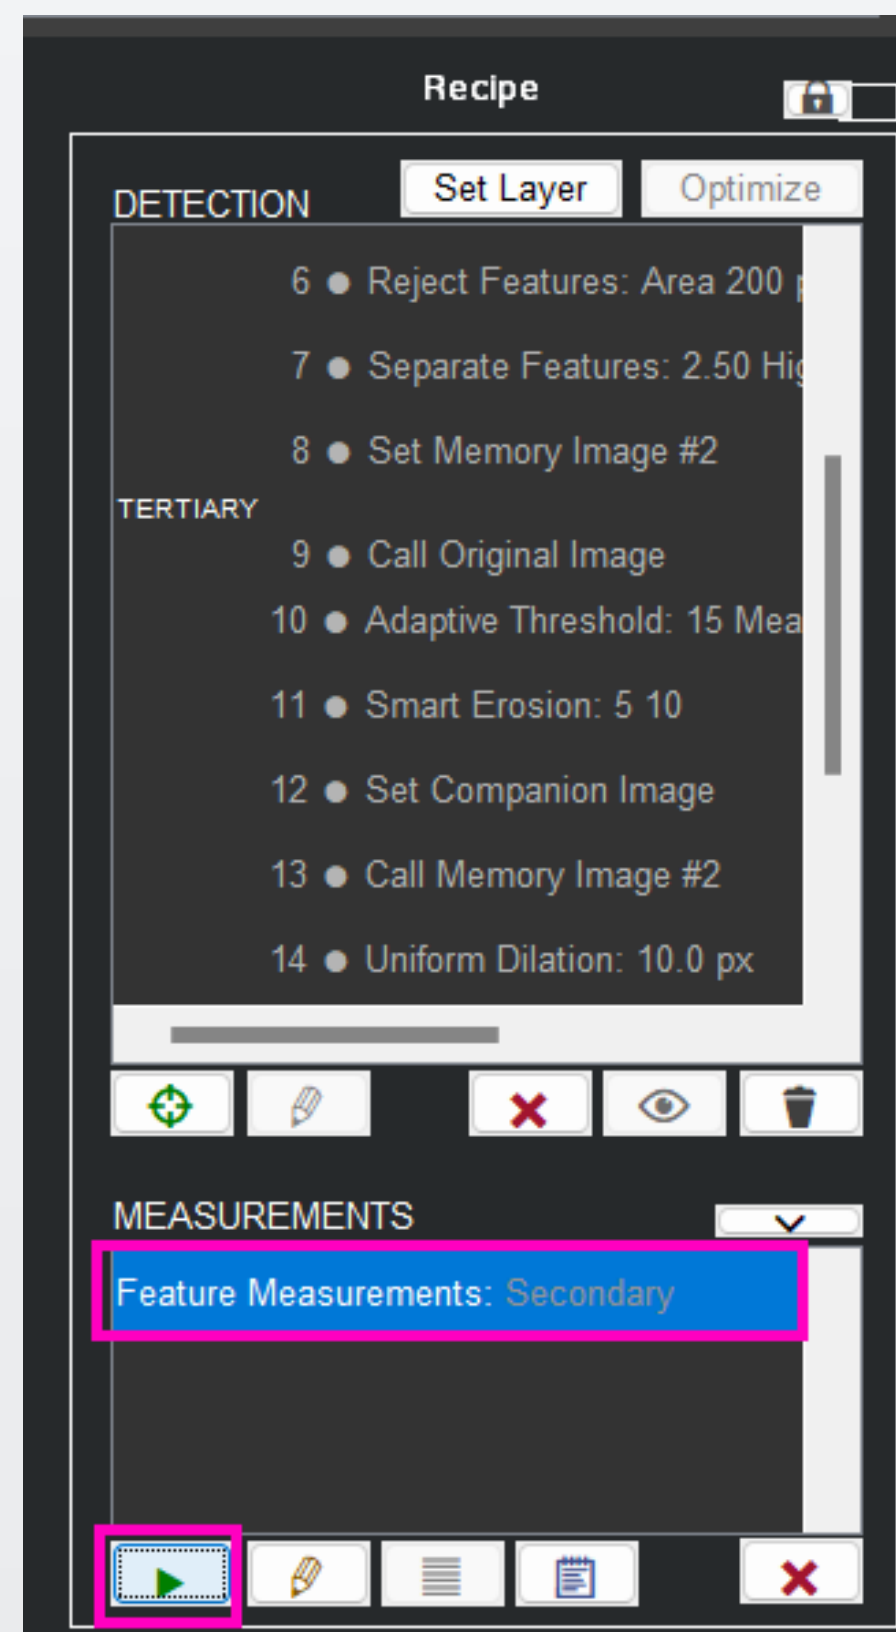 Recipe
DETECTION
Set Layer
Optimize
6 ● Reject Features: Area 200
7 ● Separate Features: 2.50
8 ● Set Memory Image #2
TERTIARY
9 ● Call Original Image
10 ● Adaptive Threshold: 15
11 ● Smart Erosion: 5 10
12 ● Set Companion Image
13 ● Call Memory Image #2
14 ● Uniform Dilation: 10.0 px
MEASUREMENTS
Feature Measurements: Secondary